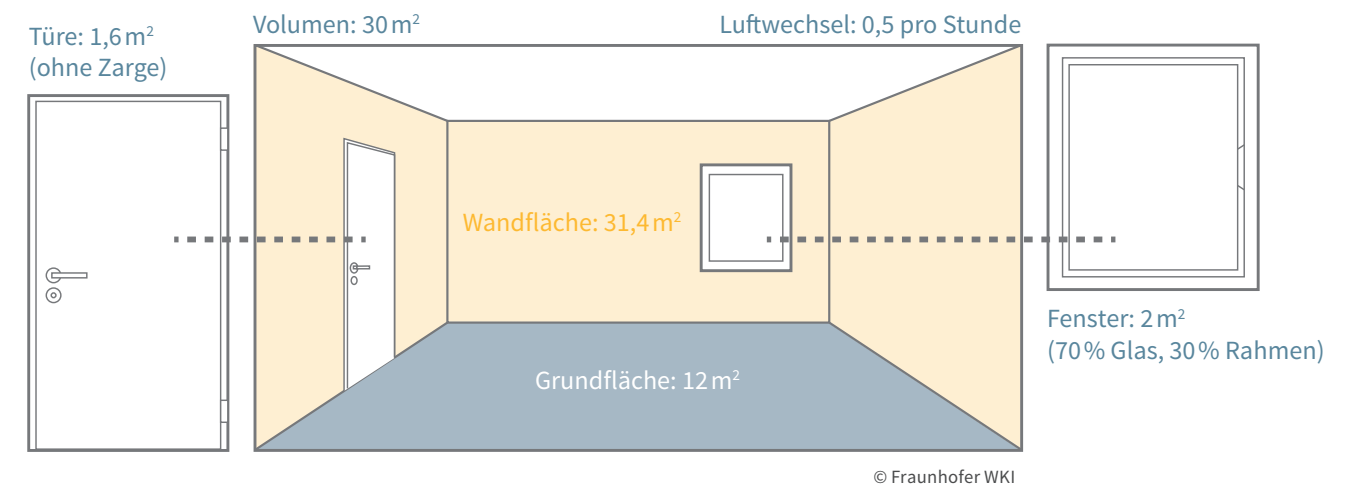 Türe: 1,6 m²
(ohne Zarge)
Volumen: 30 m²
Luftwechsel: 0,5 pro Stunde
Wandfläche: 31,4 m²
Grundfläche: 12 m²
Fenster: 2 m²
(70 % Glas, 30 % Rahmen)
© Fraunhofer WKI